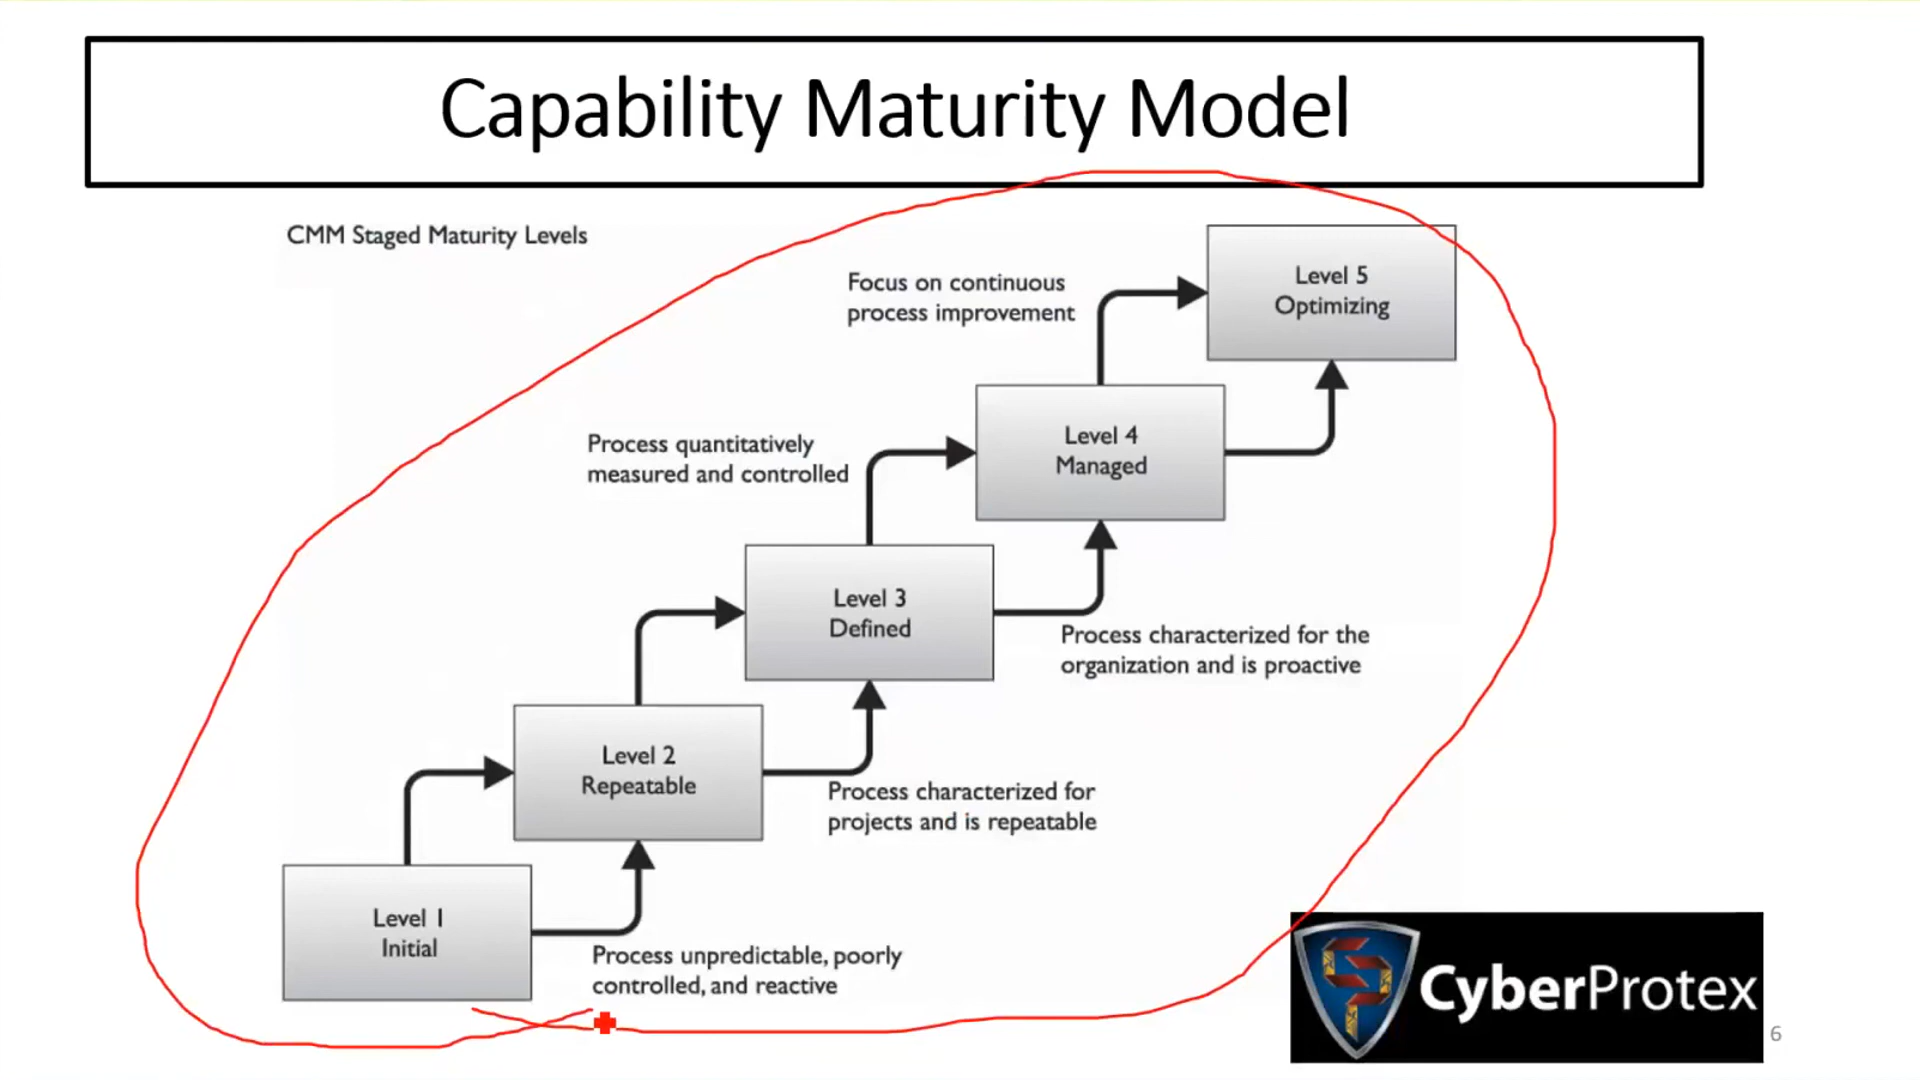 Capability Maturity Model
CMM Staged Maturity Levels
Focus on continuous
process improvement
Level 5
Optimizing
Process quantitatively
measured and controlled
Level 4
Managed
Level 3
Defined
Process characterized for the
organization and is proactive
Level 2
Repeatable
Process characterized for
projects and is repeatable
Level 1
Initial
Process unpredictable, poorly
controlled, and reactive
CyberProtex
6